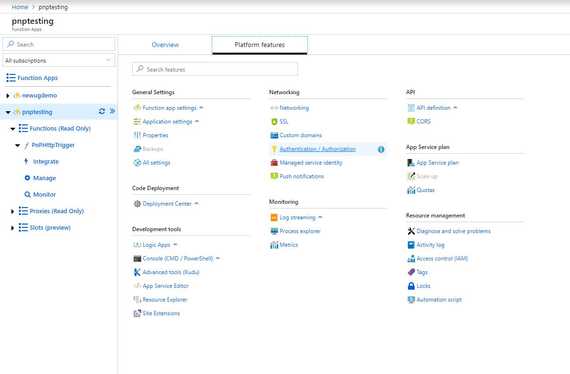 Home > pnptesting
pnptesting
Function Apps
Search
All subscriptions
Function Apps
newugdemo
pnptesting
Functions (Read Only)
PnPHttpTrigger
Integrate
Manage
Monitor
Proxies (Read Only)
Slots (preview)
Overview
Platform features
Search features
General Settings
Function app settings
Application settings
Properties
Backups
All settings
Code Deployment
Deployment Center
Development tools
Logic Apps
Console (CMD / PowerShell)
Advanced tools (Kudu)
App Service Editor
Resource Explorer
Site Extensions
Networking
Networking
SSL
Custom domains
Authentication / Authorization
Managed service identity
Push notifications
Monitoring
Log streaming
Process explorer
Metrics
API
API definition
CORS
App Service plan
App Service plan
Scale up
Quotas
Resource management
Diagnose and solve problems
Activity log
Access control (IAM)
Tags
Locks
Automation script